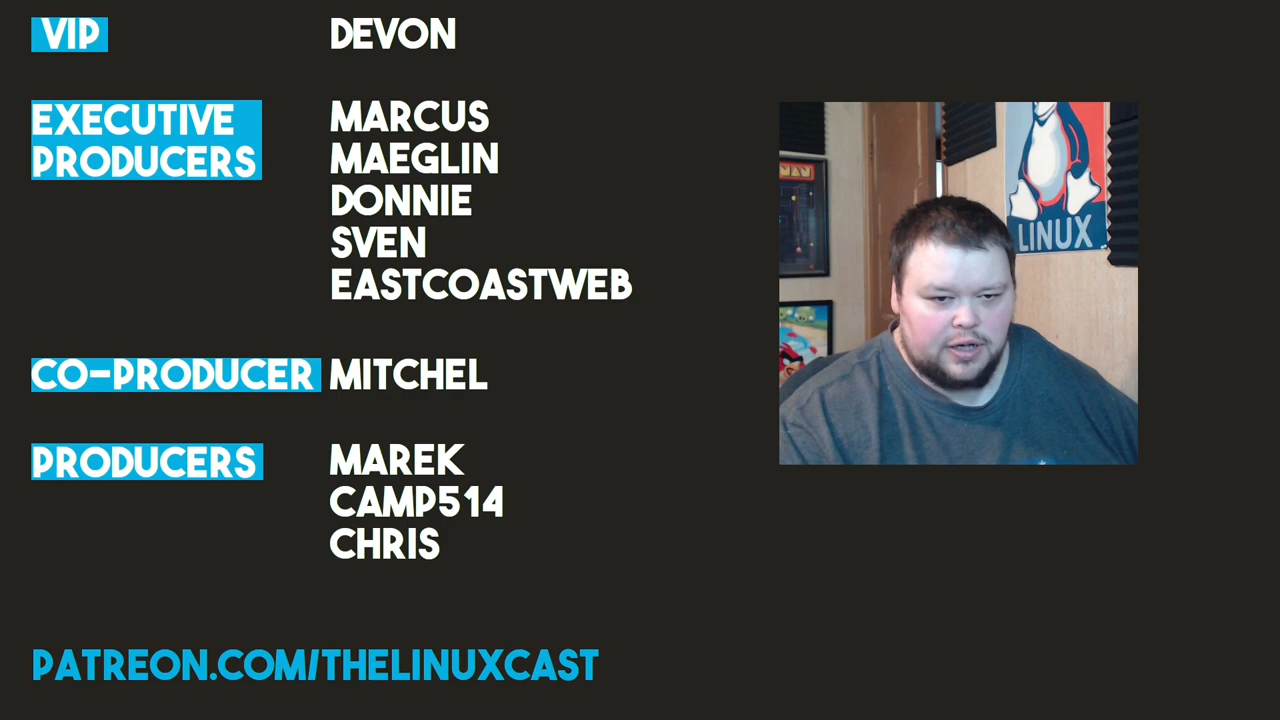 VIP DEVON
EXECUTIVE PRODUCERS
MARCUS
MAEGLIN
DONNIE
SVEN
EASTCOASTWEB
CO-PRODUCER MITCHEL
PRODUCERS
MAREK
CAMP514
CHRIS
PATREON.COM/THELINUXCAST
LINUX